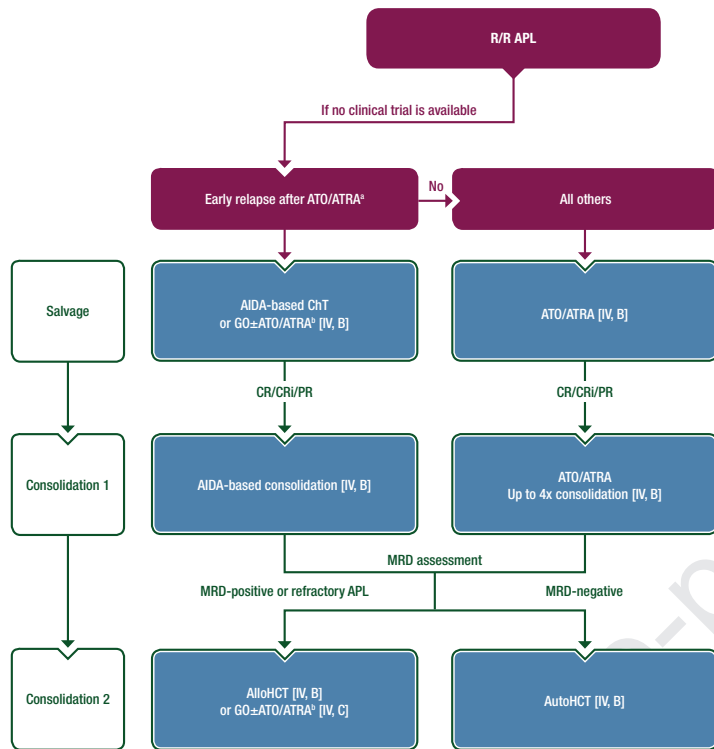 R/R APL
If no clinical trial is available
Early relapse after ATO/ATRAᵃ
No
All others
Salvage
AIDA-based ChT
or GO±ATO/ATRAᵇ [IV, B]
ATO/ATRA [IV, B]
CR/CRi/PR
CR/CRi/PR
Consolidation 1
AIDA-based consolidation [IV, B]
ATO/ATRA
Up to 4x consolidation [IV, B]
MRD assessment
MRD-positive or refractory APL
MRD-negative
Consolidation 2
AlloHCT [IV, B]
or GO±ATO/ATRAᵇ [IV, C]
AutoHCT [IV, B]